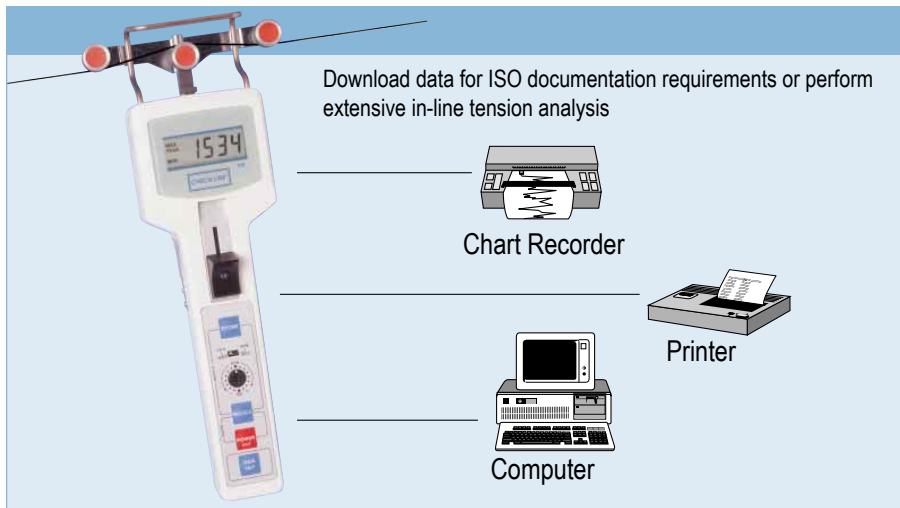 Download data for ISO documentation requirements or perform
extensive in-line tension analysis
1534
CHECK LINE
Chart Recorder
Printer
POWER
Computer